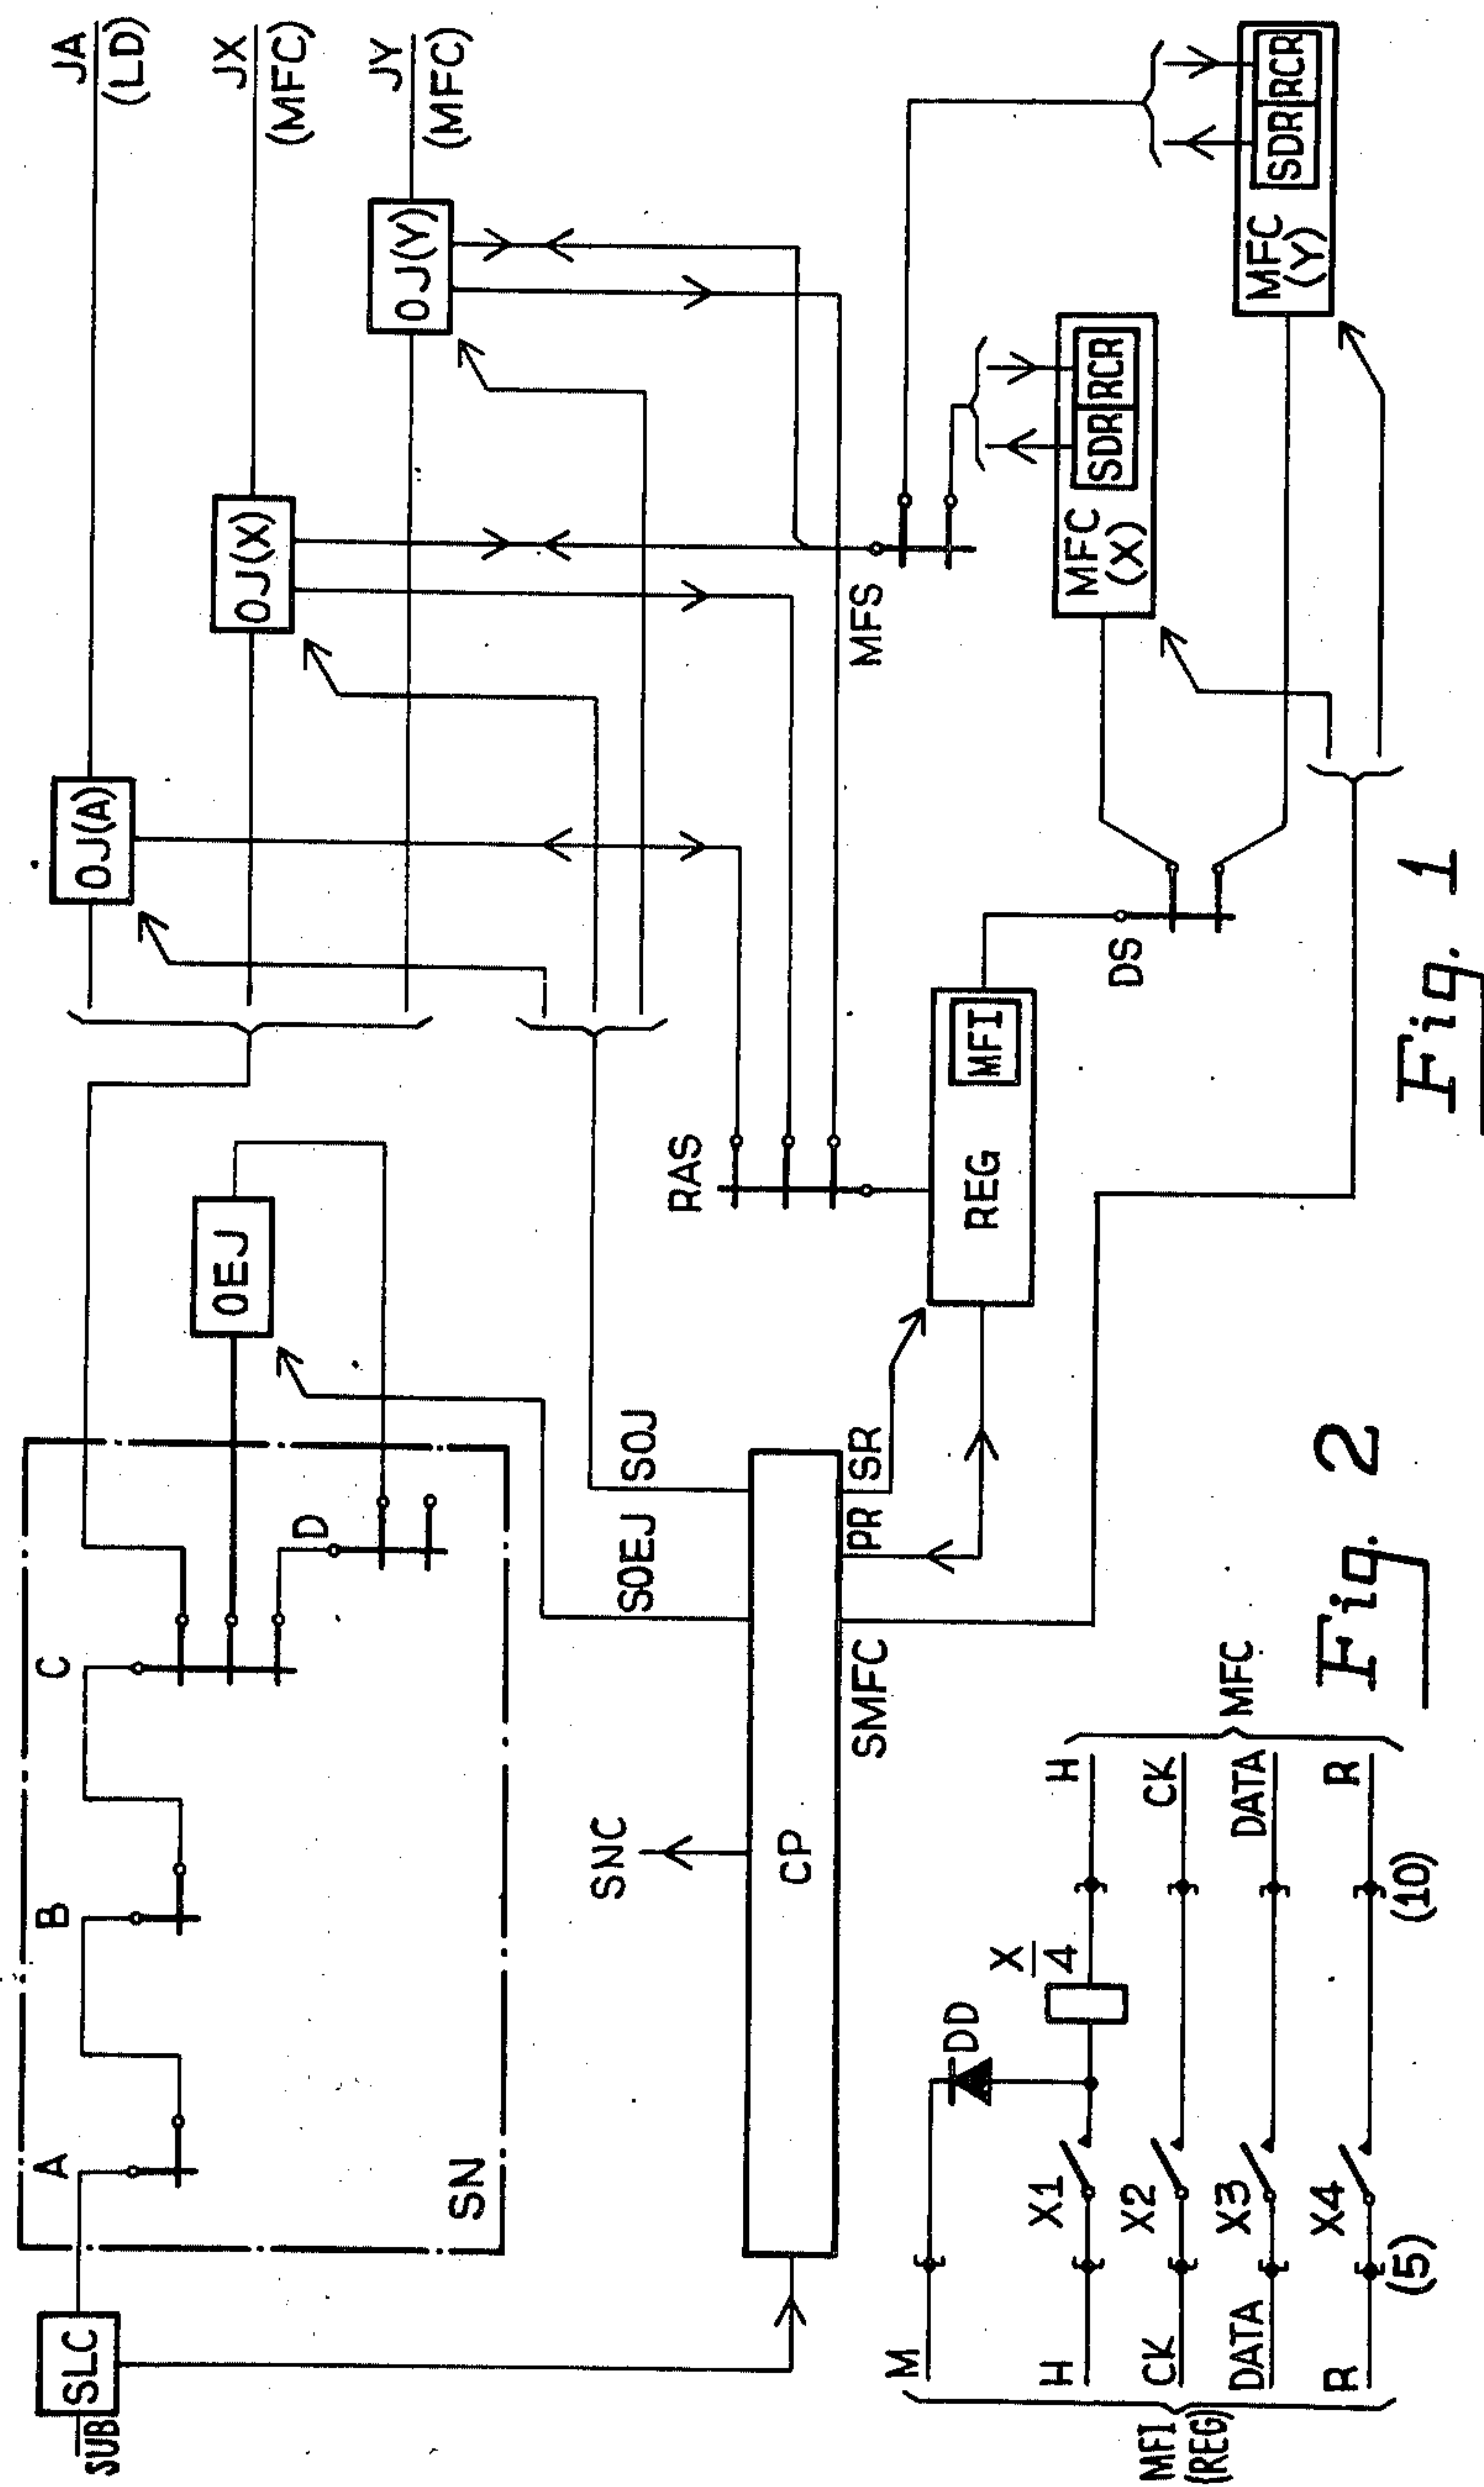 SUB
SLC
A
B
C
D
SN
OEJ
JA
(LD)
JX
(MFC)
JY
(MFC)
OJ(A)
OJ(X)
OJ(Y)
SNC
SOEJ
SOJ
CP
SMFC
PR
SR
RAS
REG
MFI
DS
MFS
MFC
(X)
SDR
RCR
MFC
(Y)
SDR
RCR
Fig. 1
M
H
CK
DATA
R
MFI
(REG)
(5)
X1
X2
X3
X4
DD
X
4
H
CK
DATA
R
(10)
MFC
Fig. 2